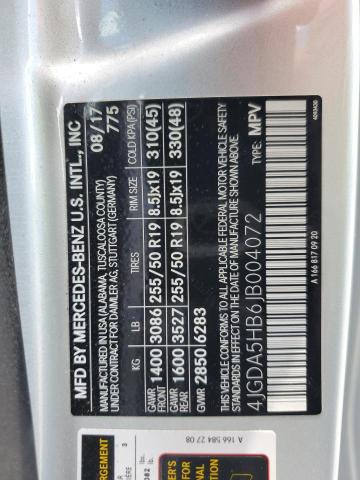 MFD BY MERCEDES-BENZ U.S. INTL., INC
MANUFACTURED IN USA (ALABAMA, TUSCALOOSA COUNTY)
UNDER CONTRACT FOR DAIMLER AG, STUTTGART (GERMANY)
08/17
775
KG LB TIRES RIM SIZE COLD KPA (PSI)
GAWR FRONT 1400 3086 255/50 R19 8.5Jx19 310(45)
GAWR REAR 1600 3527 255/50 R19 8.5Jx19 330(48)
GVWR 2850 6283
THIS VEHICLE CONFORMS TO ALL APPLICABLE FEDERAL MOTOR VEHICLE SAFETY
STANDARDS IN EFFECT ON THE DATE OF MANUFACTURE SHOWN ABOVE.
4JGDA5HB6JB004072
TYPE: MPV
A 166 817 09 20
A 166 584 27 08